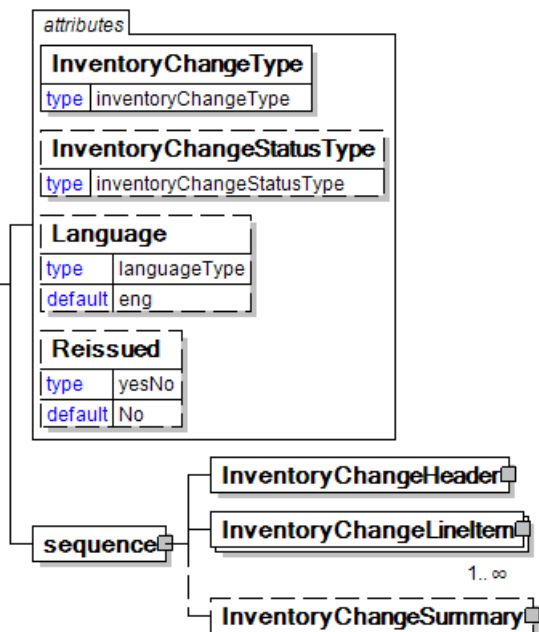 attributes
InventoryChangeType
type inventoryChangeType
InventoryChangeStatusType
type inventoryChangeStatusType
Language
type languageType
default eng
Reissued
type yesNo
default No
InventoryChangeHeader
sequence
InventoryChangeLineItem
1.. ∞
InventoryChangeSummary